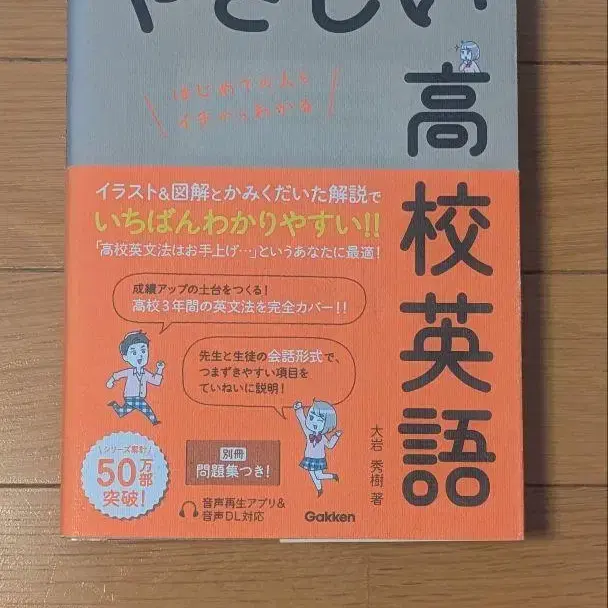 やさしい
高校英語
はじめての人も
イチからわかる
イラスト&図解とかみくだいた解説で
いちばんわかりやすい!!
「高校英文法はお手上げ…」というあなたに最適!
成績アップの土台をつくる!
高校3年間の英文法を完全カバー!!
先生と生徒の会話形式で、
つまずきやすい項目を
ていねいに説明!
大岩 秀樹 著
シリーズ累計
50万部
突破!
別冊
問題集つき!
音声再生アプリ&
音声DL対応
Gakken